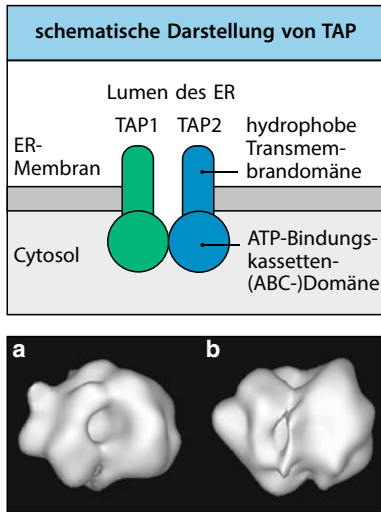 schematische Darstellung von TAP
Lumen des ER
TAP1 TAP2
hydrophobe
Transmem-
brandomäne
ER-
Membran
Cytosol
ATP-Bindungs-
kassetten-
(ABC-)Domäne
a
b